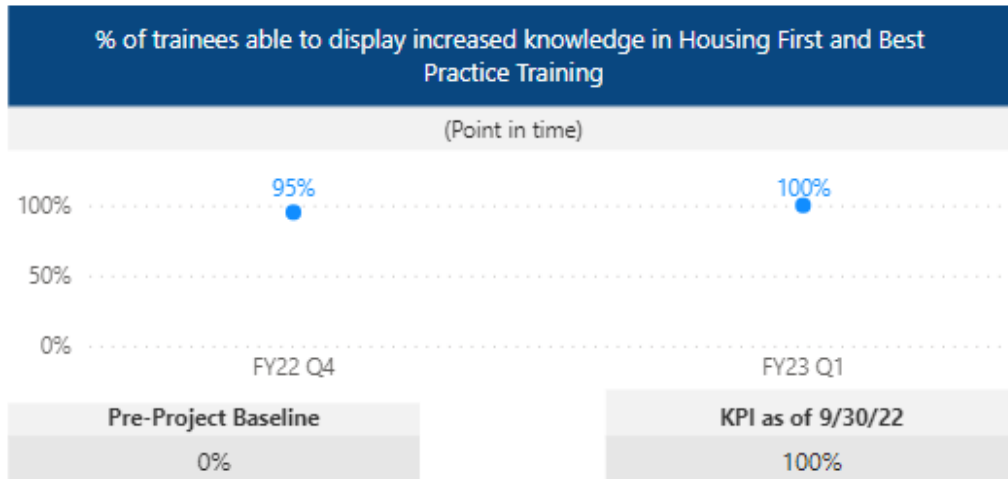 % of trainees able to display increased knowledge in Housing First and Best
Practice Training
(Point in time)
95%
100%
100%
50%
0%
FY22 Q4
FY23 Q1
Pre-Project Baseline
KPI as of 9/30/22
0%
100%